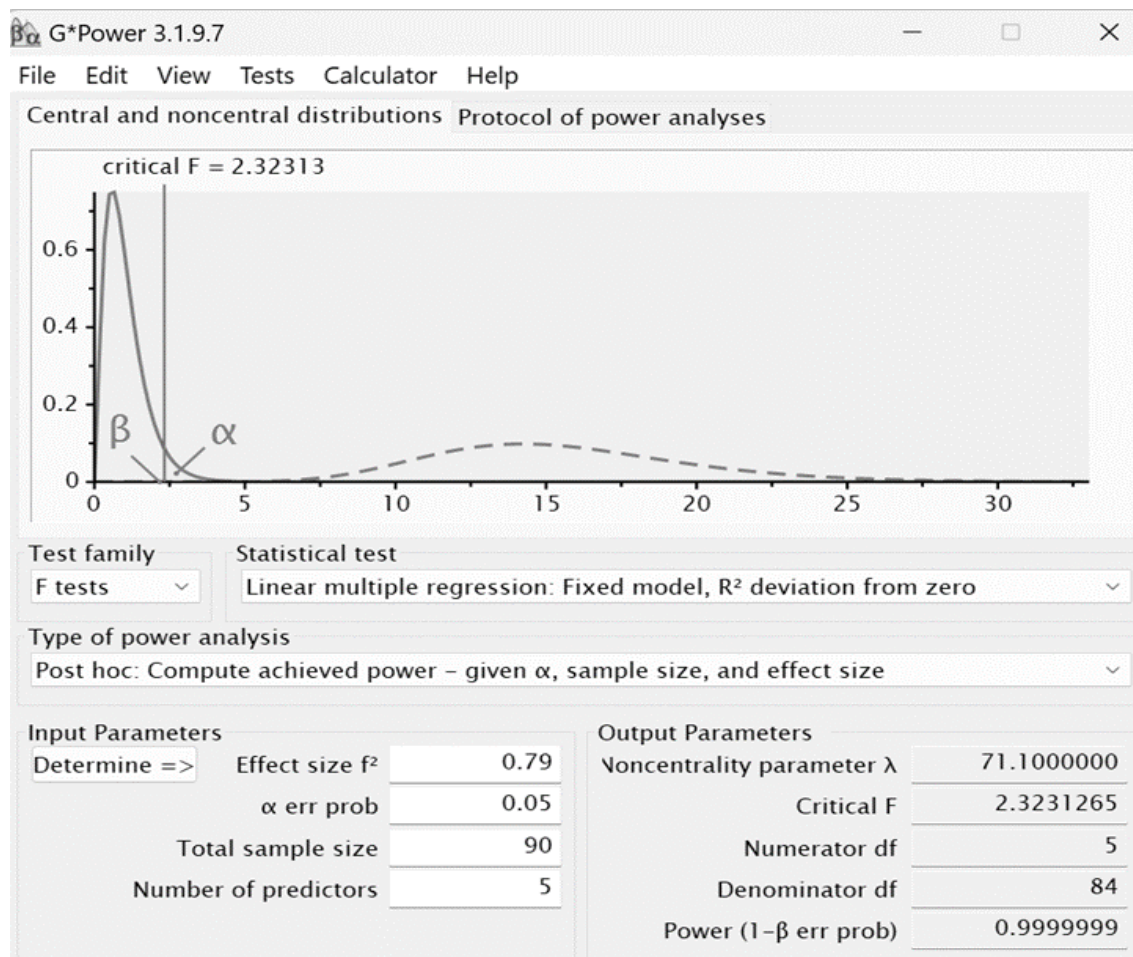 βα G*Power 3.1.9.7
File Edit View Tests Calculator Help
Central and noncentral distributions Protocol of power analyses
critical F = 2.32313
0.6
0.4
0.2
β α
0
0 5 10 15 20 25 30
Test family Statistical test
F tests Linear multiple regression: Fixed model, R² deviation from zero
Type of power analysis
Post hoc: Compute achieved power – given α, sample size, and effect size
Input Parameters Output Parameters
Determine => Effect size f² 0.79 Noncentrality parameter λ 71.1000000
α err prob 0.05 Critical F 2.3231265
Total sample size 90 Numerator df 5
Number of predictors 5 Denominator df 84
Power (1-β err prob) 0.9999999